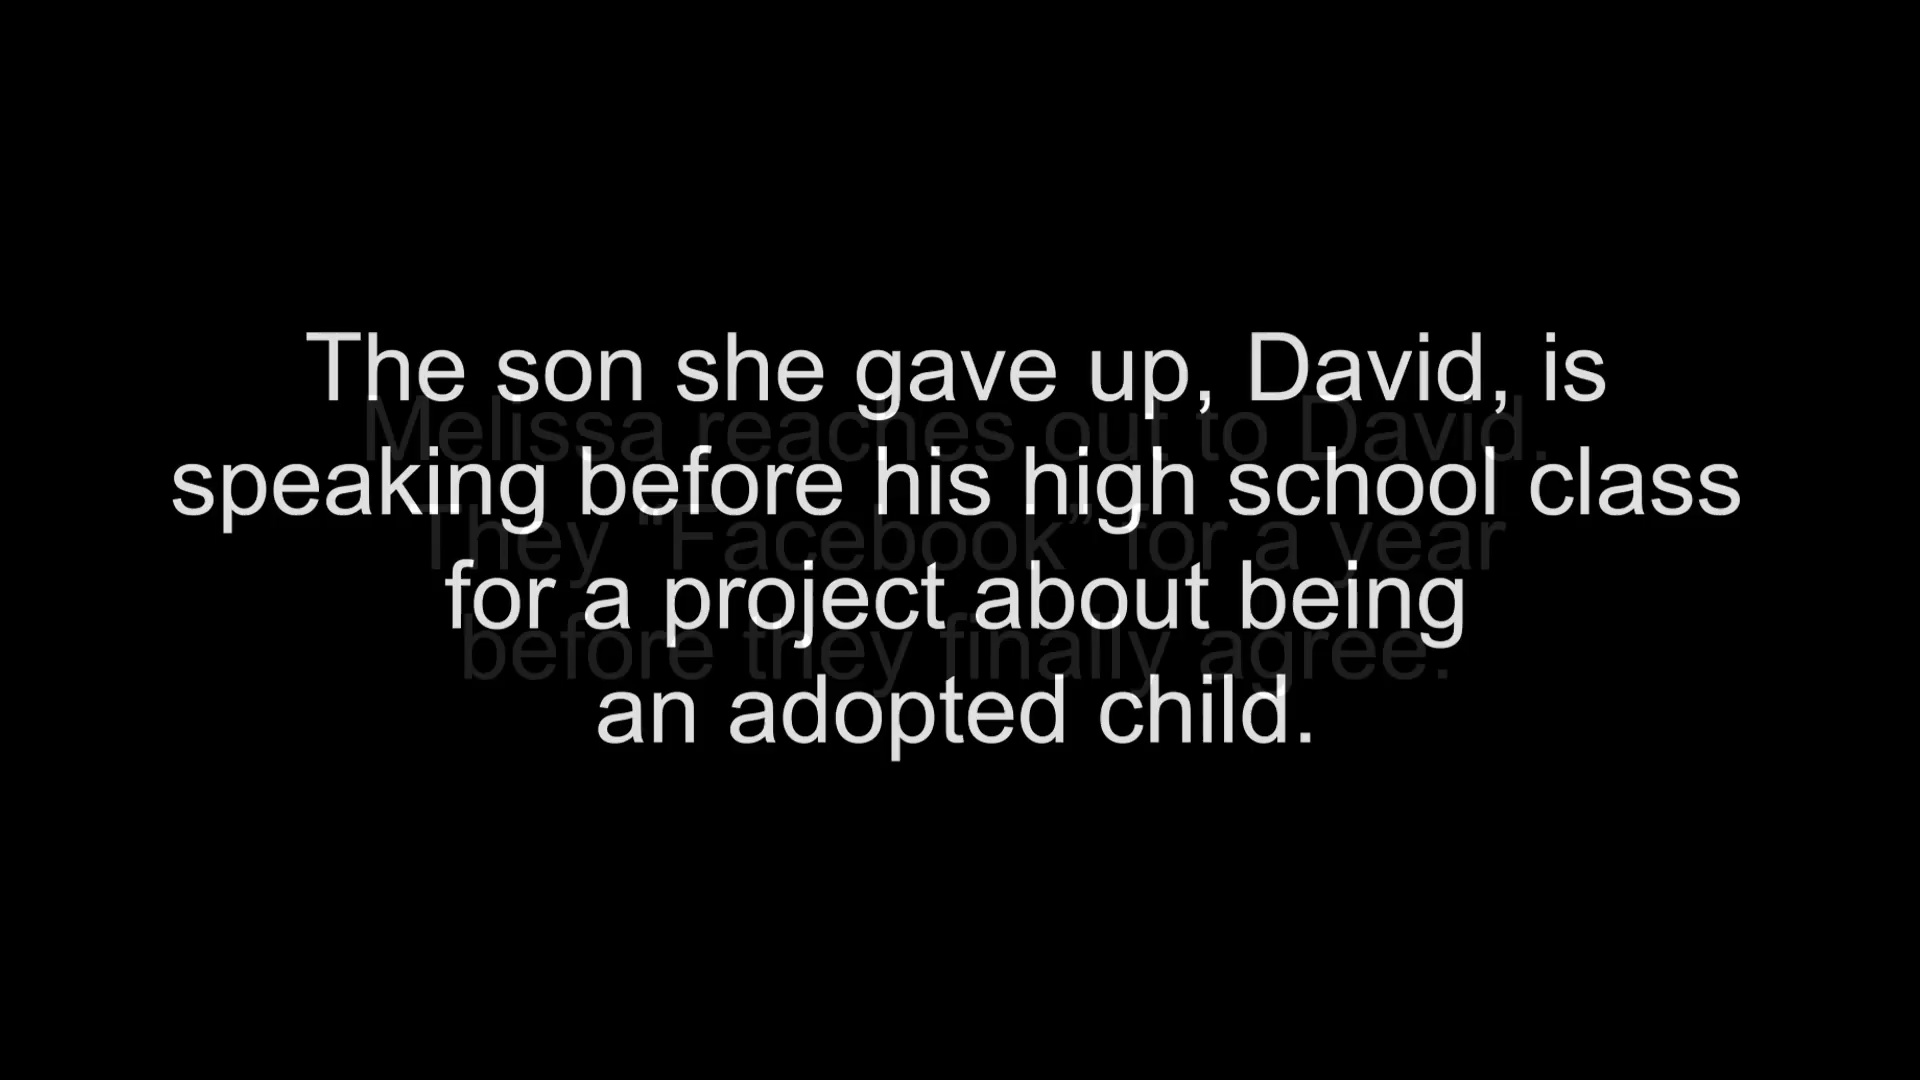 The son she gave up, David, is
speaking before his high school class
for a project about being
an adopted child.
Melissa reaches out to David.
They “Facebook” for a year
before they finally agree.